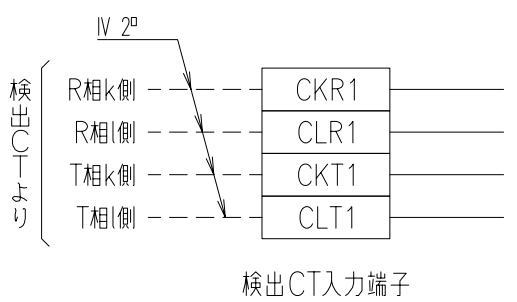 IV 2□
検出CTより
R相k側 CKR1
R相l側 CLR1
T相k側 CKT1
T相l側 CLT1
検出CT入力端子